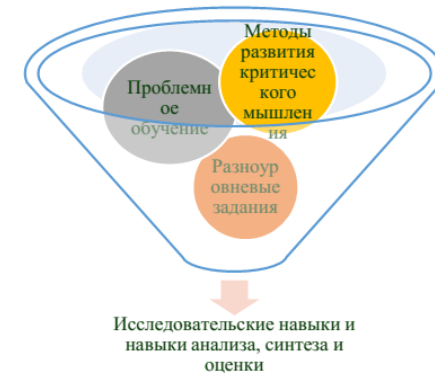 Методы
развития
критичес
кого
мышлен
ия
Проблемн
ое
обучение
Разноур
овневые
задания
Исследовательские навыки и
навыки анализа, синтеза и
оценки